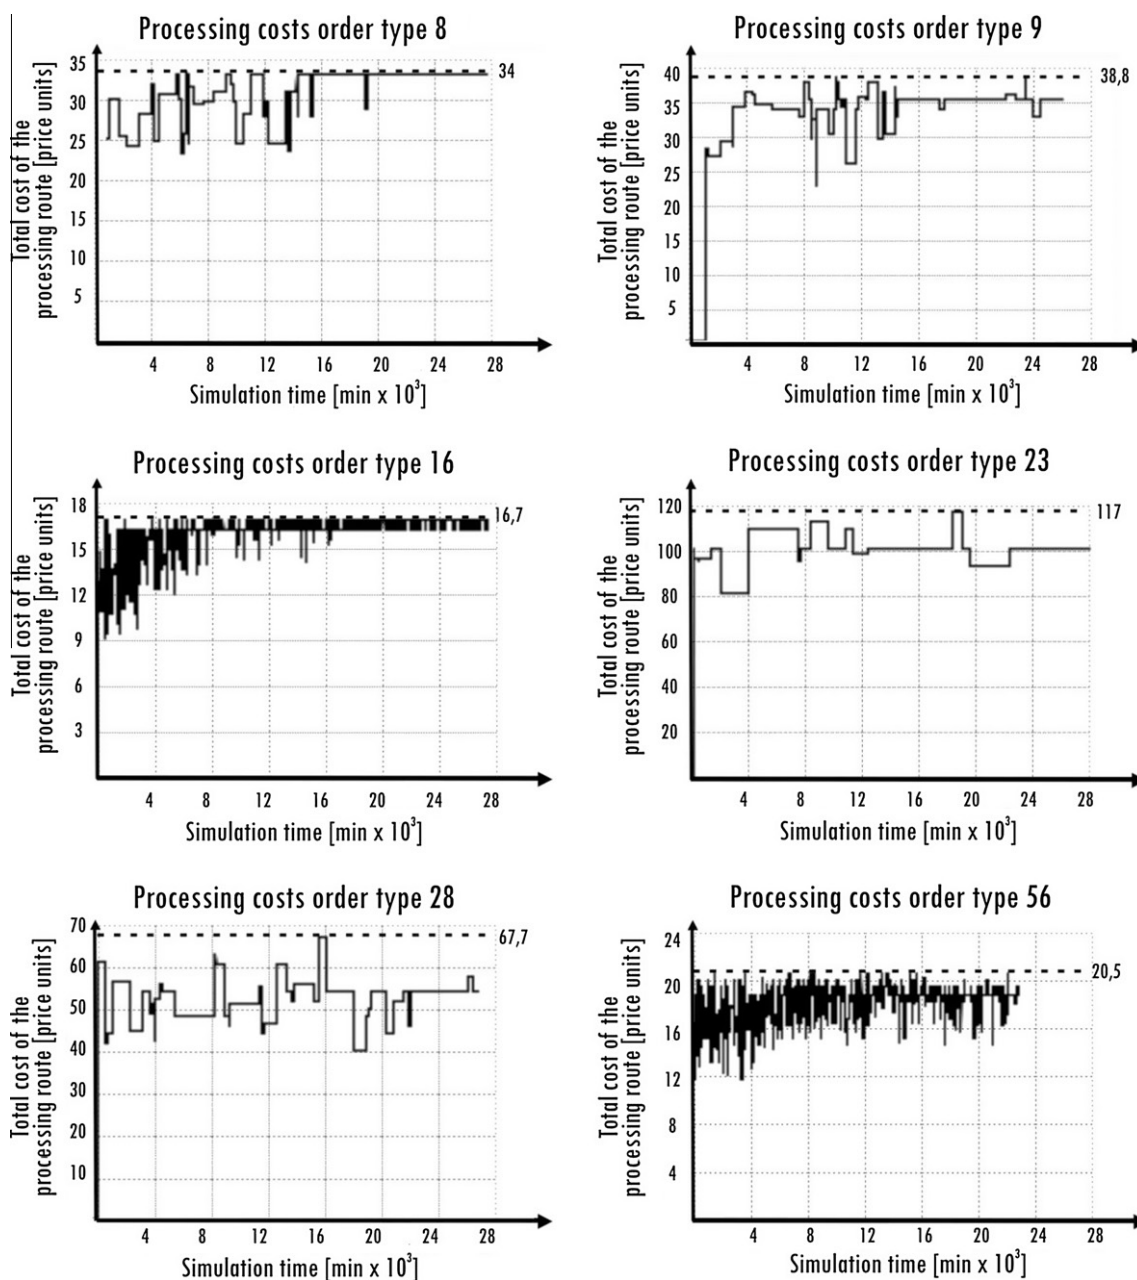 Processing costs order type 8
Total cost of the
processing route [price units]
35
30
25
20
15
10
5
34
4 8 12 16 20 24 28
Simulation time [min x 10³]
Processing costs order type 9
Total cost of the
processing route [price units]
40
35
30
25
20
15
10
5
38,8
4 8 12 16 20 24 28
Simulation time [min x 10³]
Processing costs order type 16
Total cost of the
processing route [price units]
18
15
12
9
6
3
16,7
4 8 12 16 20 24 28
Simulation time [min x 10³]
Processing costs order type 23
Total cost of the
processing route [price units]
120
100
80
60
40
20
117
4 8 12 16 20 24 28
Simulation time [min x 10³]
Processing costs order type 28
Total cost of the
processing route [price units]
70
60
50
40
30
20
10
67,7
4 8 12 16 20 24 28
Simulation time [min x 10³]
Processing costs order type 56
Total cost of the
processing route [price units]
24
20
16
12
8
4
20,5
4 8 12 16 20 24 28
Simulation time [min x 10³]